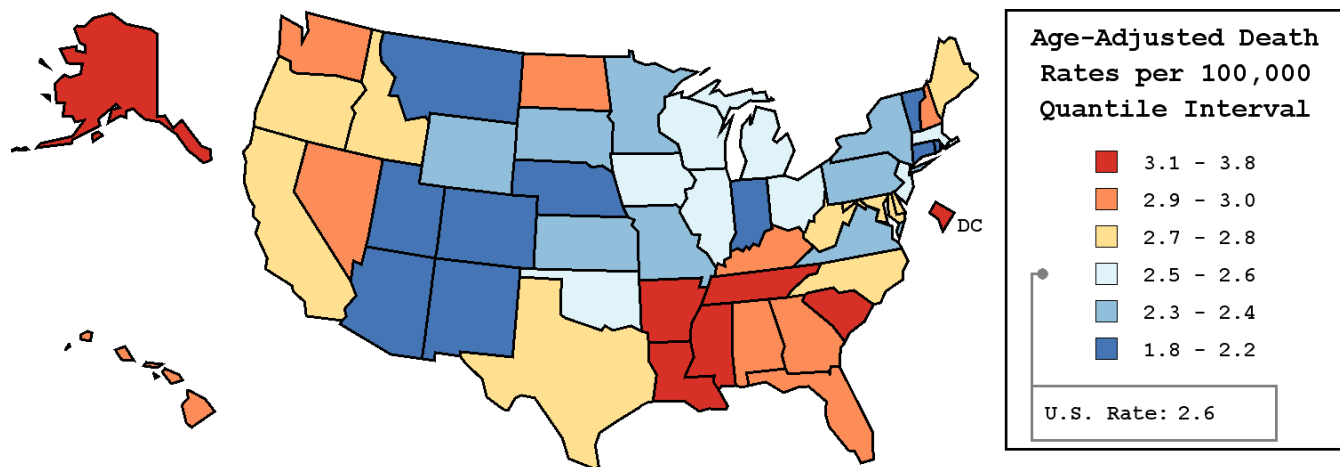 Age-Adjusted Death
Rates per 100,000
Quantile Interval
3.1 - 3.8
2.9 - 3.0
2.7 - 2.8
2.5 - 2.6
2.3 - 2.4
1.8 - 2.2
U.S. Rate: 2.6
DC